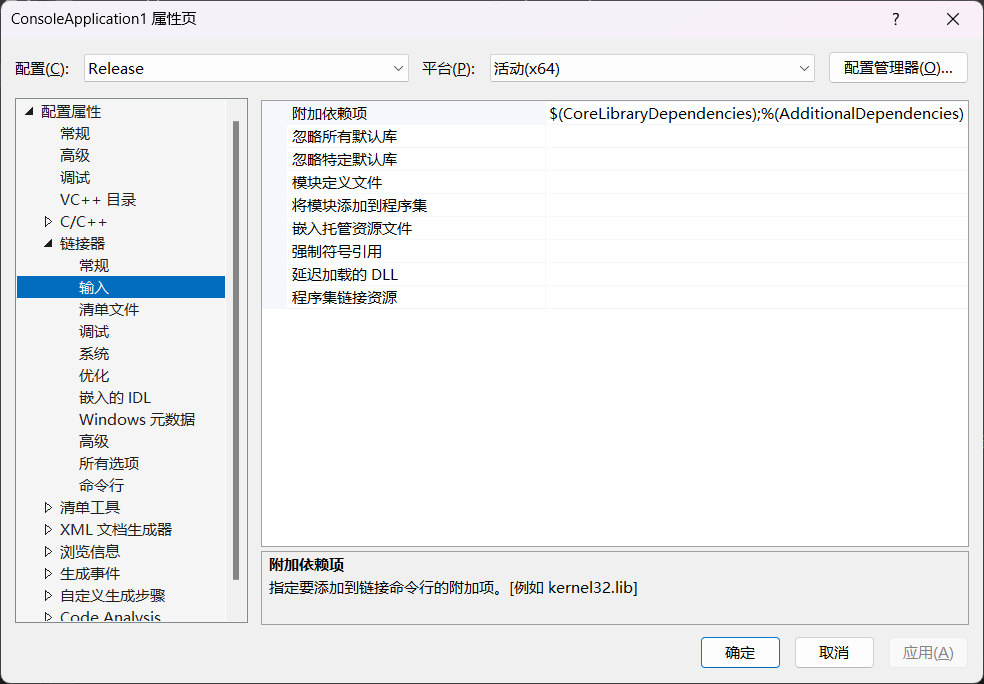 ConsoleApplication1 属性页
?
配置(C):
Release
平台(P):
活动(x64)
配置管理器(O)...
配置属性
常规
高级
调试
VC++ 目录
C/C++
链接器
常规
输入
清单文件
调试
系统
优化
嵌入的 IDL
Windows 元数据
高级
所有选项
命令行
清单工具
XML 文档生成器
浏览信息
生成事件
自定义生成步骤
Code Analysis
附加依赖项 $(CoreLibraryDependencies);%(AdditionalDependencies)
忽略所有默认库
忽略特定默认库
模块定义文件
将模块添加到程序集
嵌入托管资源文件
强制符号引用
延迟加载的 DLL
程序集链接资源
附加依赖项
指定要添加到链接命令行的附加项。[例如 kernel32.lib]
确定
取消
应用(A)